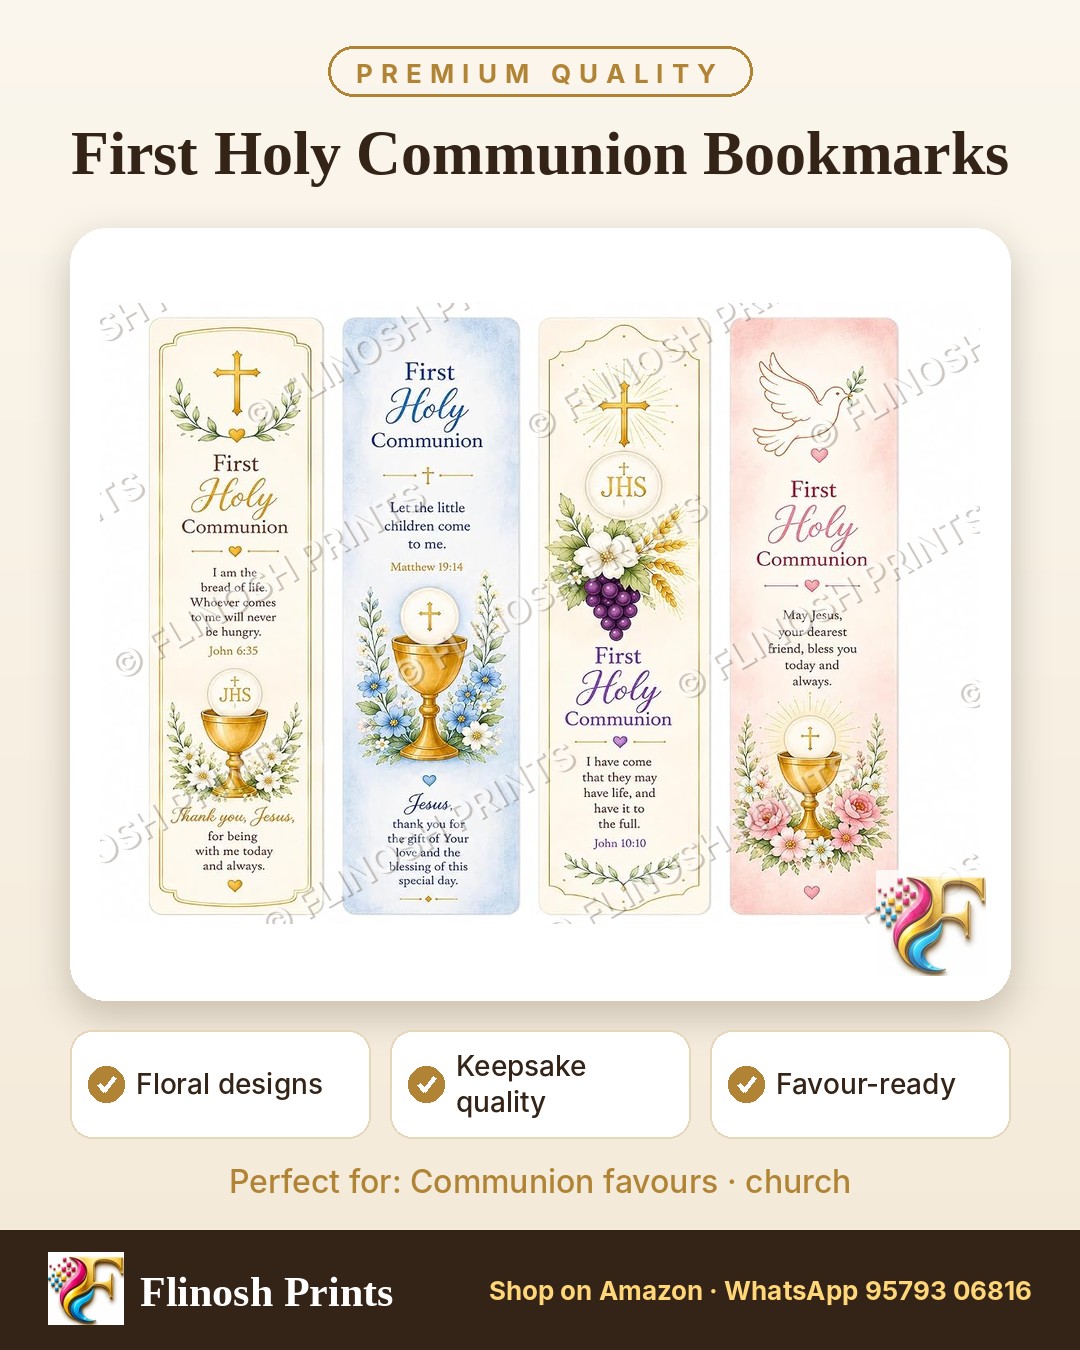 PREMIUM QUALITY
First Holy Communion Bookmarks
First
Holy
Communion
I am the
bread of life.
Whoever comes
to me will never
be hungry.
John 6:35
JHS
Thank you, Jesus,
for being
with me today
and always.
First
Holy
Communion
Let the little
children come
to me.
Matthew 19:14
Jesus,
thank you for
the gift of Your
love and the
blessing of this
special day.
JHS
First
Holy
Communion
I have come
that they may
have life, and
have it to
the full.
John 10:10
First
Holy
Communion
May Jesus,
your dearest
friend, bless you
today and
always.
© FLINOSH PRINTS
Floral designs
Keepsake
quality
Favour-ready
Perfect for: Communion favours · church
Flinosh Prints
Shop on Amazon · WhatsApp 95793 06816